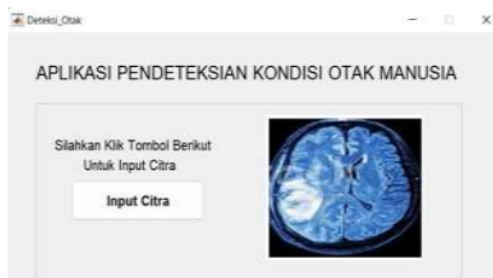 Deteksi_Otak
APLIKASI PENDETEKSIAN KONDISI OTAK MANUSIA
Silahkan Klik Tombol Berikut
Untuk Input Citra
Input Citra